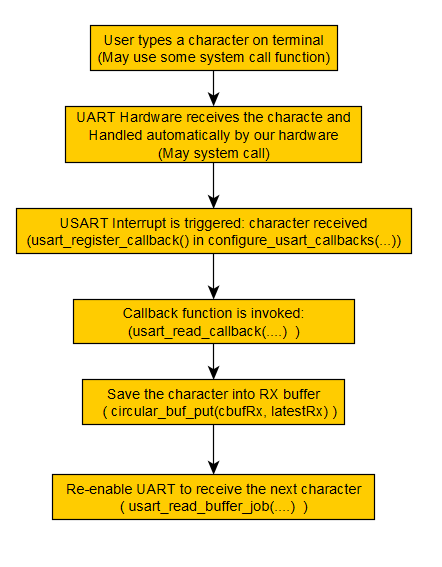 User types a character on terminal
(May use some system call function)
UART Hardware receives the characte and
Handled automatically by our hardware
(May system call)
USART Interrupt is triggered: character received
(usart_register_callback() in configure_usart_callbacks(...))
Callback function is invoked:
(usart_read_callback(....)  )
Save the character into RX buffer
( circular_buf_put(cbufRx, latestRx) )
Re-enable UART to receive the next character
( usart_read_buffer_job(....)  )